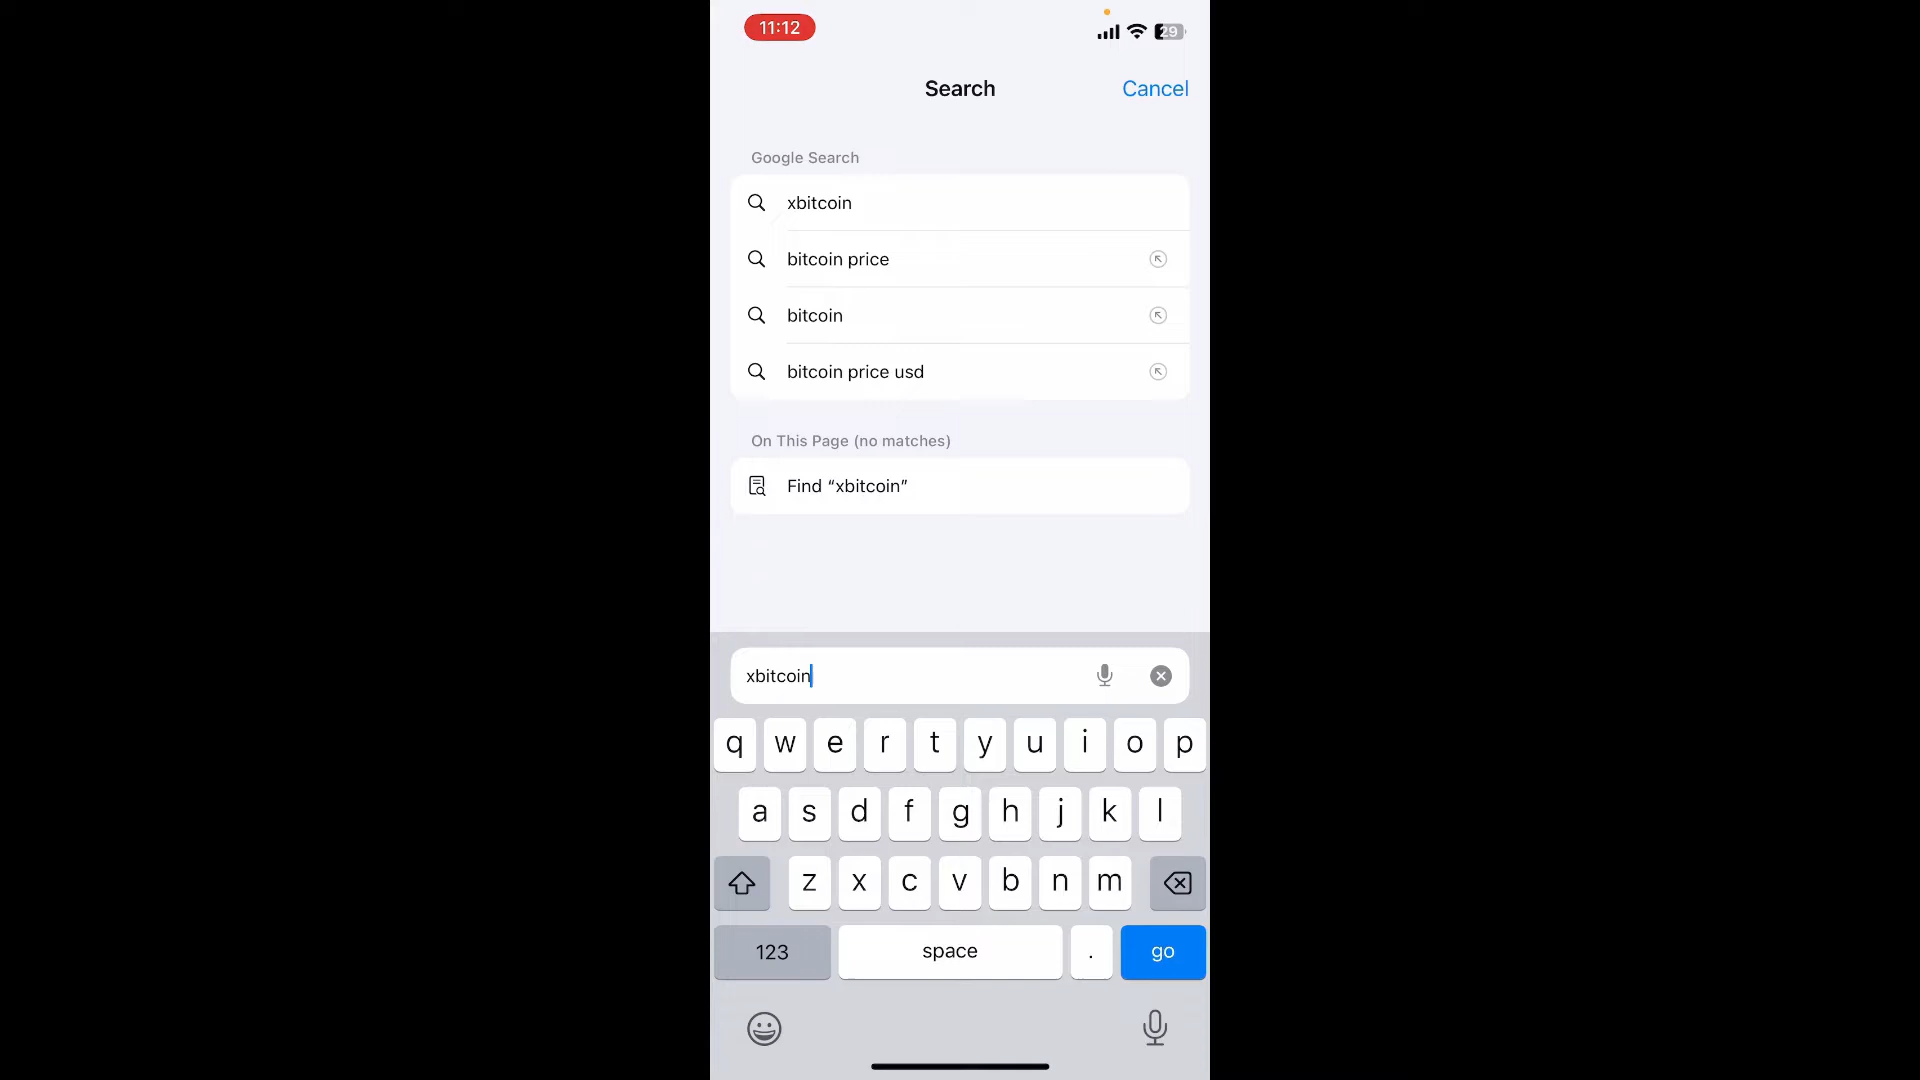 11:12
29
Search
Cancel
Google Search
xbitcoin
bitcoin price
bitcoin
bitcoin price usd
On This Page (no matches)
Find “xbitcoin”
xbitcoin
q w e r t y u i o p
a s d f g h j k l
z x c v b n m
123 space . go